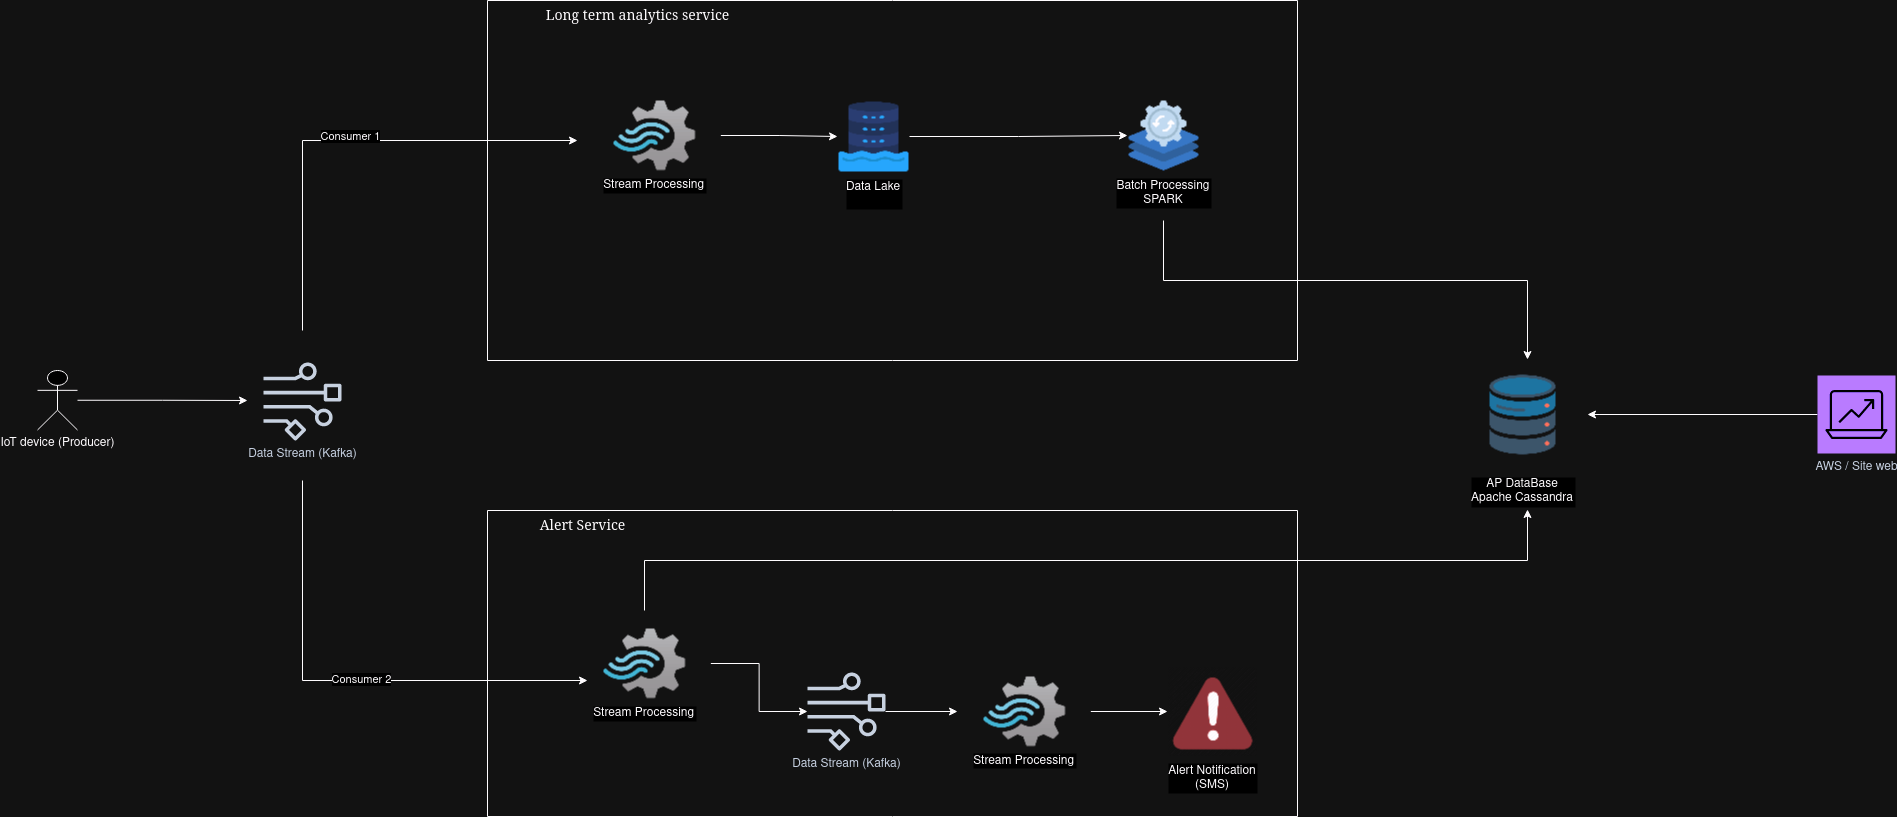 Long term analytics service
Consumer 1
Stream Processing
Data Lake
Batch Processing
SPARK
IoT device (Producer)
Data Stream (Kafka)
AP DataBase
Apache Cassandra
AWS / Site web
Alert Service
Consumer 2
Stream Processing
Data Stream (Kafka)
Stream Processing
Alert Notification
(SMS)